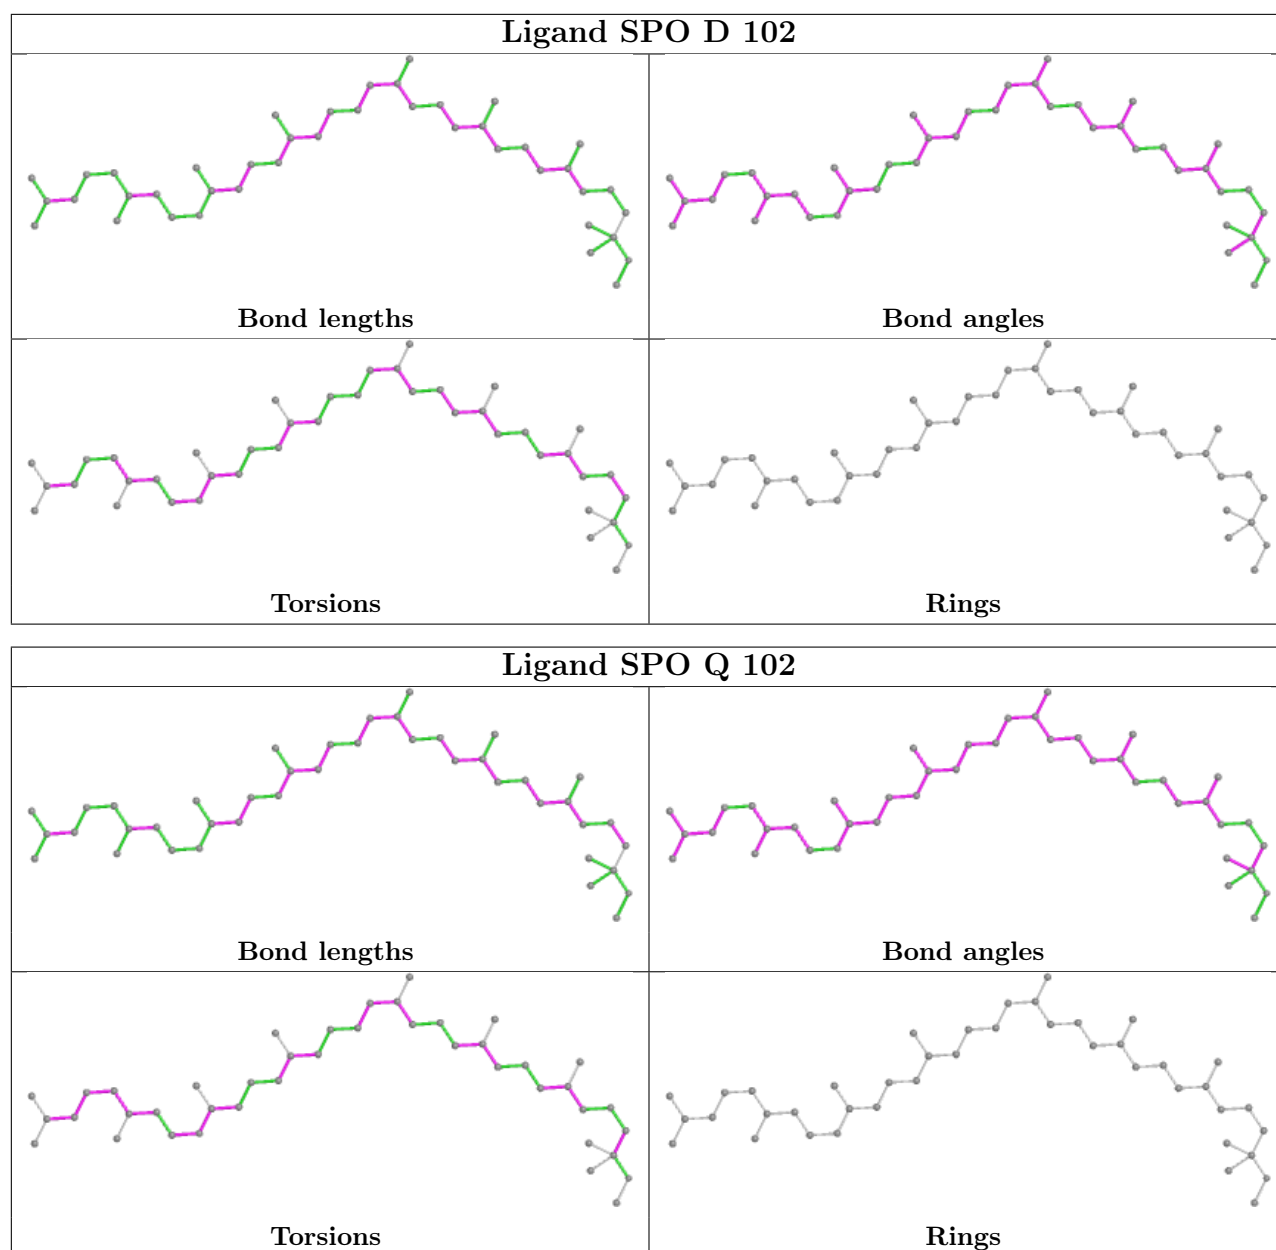 Ligand SPO D 102
Bond lengths
Bond angles
Torsions
Rings
Ligand SPO Q 102
Bond lengths
Bond angles
Torsions
Rings